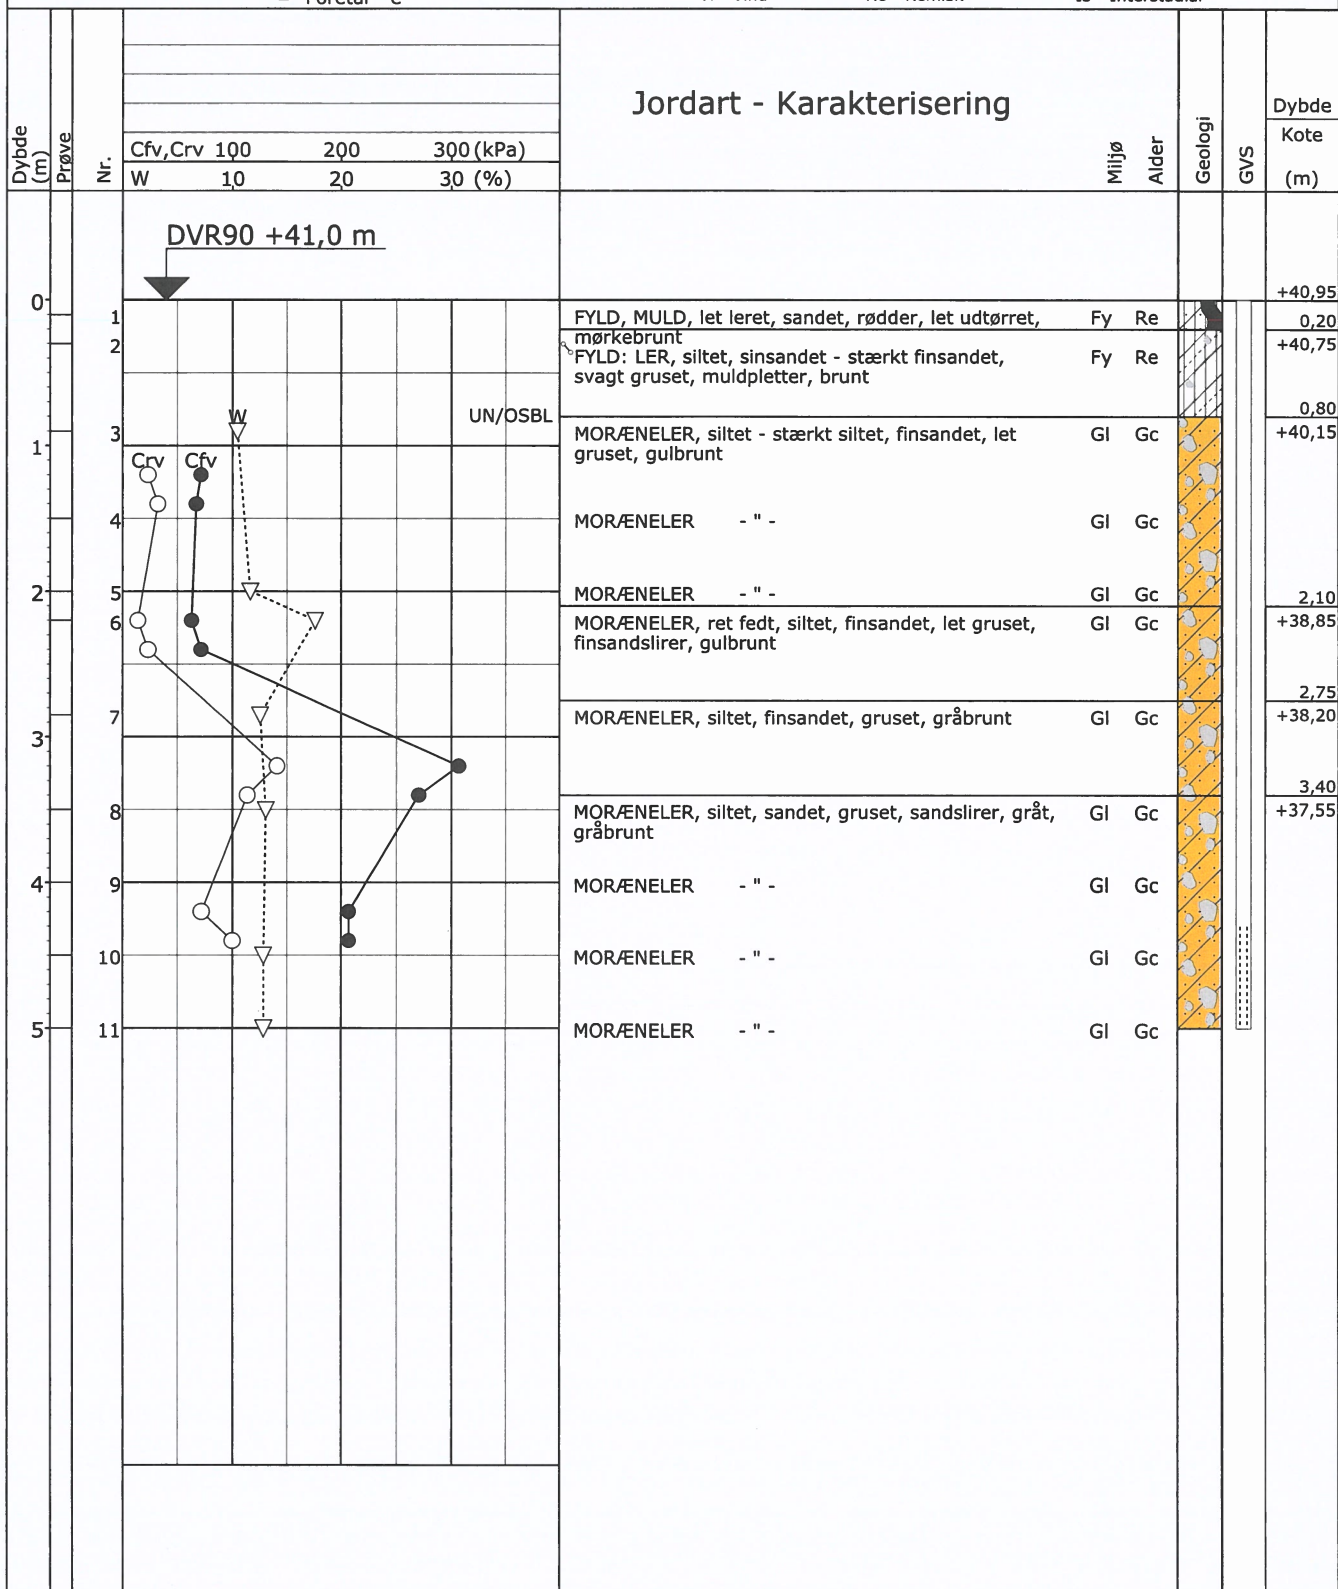 Jordart - Karakterisering
Dybde (m)
Prøve
Nr.
Cfv,Crv 100 200 300 (kPa)
W 10 20 30 (%)
Miljø
Alder
Geologi
GVS
Dybde
Kote
(m)
DVR90 +41,0 m
+40,95
0
1 FYLD, MULD, let leret, sandet, rødder, let udtørret, Fy Re 0,20
mørkebrunt
+40,75
2 FYLD: LER, siltet, sinsandet - stærkt finsandet, Fy Re
svagt gruset, muldpletter, brunt
0,80
W UN/OSBL
3 MORÆNELER, siltet - stærkt siltet, finsandet, let Gl Gc +40,15
gruset, gulbrunt
1
Crv Cfv
4 MORÆNELER - " - Gl Gc
2 5 MORÆNELER - " - Gl Gc 2,10
6 MORÆNELER, ret fedt, siltet, finsandet, let gruset, Gl Gc +38,85
finsandslirer, gulbrunt
2,75
7 MORÆNELER, siltet, finsandet, gruset, gråbrunt Gl Gc +38,20
3
3,40
8 MORÆNELER, siltet, sandet, gruset, sandslirer, gråt, Gl Gc +37,55
gråbrunt
4 9 MORÆNELER - " - Gl Gc
10 MORÆNELER - " - Gl Gc
5 11 MORÆNELER - " - Gl Gc